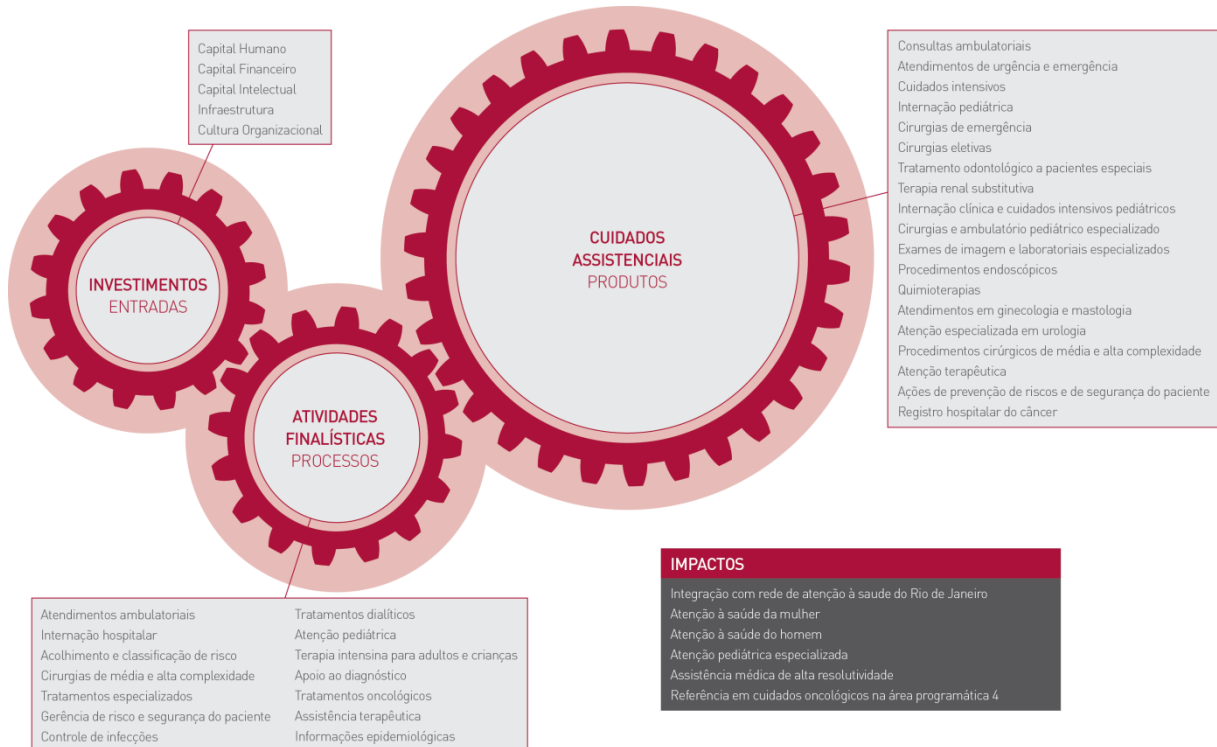 Capital Humano
Capital Financeiro
Capital Intelectual
Infraestrutura
Cultura Organizacional
INVESTIMENTOS
ENTRADAS
ATIVIDADES
FINALÍSTICAS
PROCESSOS
CUIDADOS
ASSISTENCIAIS
PRODUTOS
Consultas ambulatoriais
Atendimentos de urgência e emergência
Cuidados intensivos
Internação pediátrica
Cirurgias de emergência
Cirurgias eletivas
Tratamento odontológico a pacientes especiais
Terapia renal substitutiva
Internação clínica e cuidados intensivos pediátricos
Cirurgias e ambulatório pediátrico especializado
Exames de imagem e laboratoriais especializados
Procedimentos endoscópicos
Quimioterapias
Atendimentos em ginecologia e mastologia
Atenção especializada em urologia
Procedimentos cirúrgicos de média e alta complexidade
Atenção terapêutica
Ações de prevenção de riscos e de segurança do paciente
Registro hospitalar do câncer
Atendimentos ambulatoriais
Internação hospitalar
Acolhimento e classificação de risco
Cirurgias de média e alta complexidade
Tratamentos especializados
Gerência de risco e segurança do paciente
Controle de infecções
Tratamentos dialíticos
Atenção pediátrica
Terapia intensina para adultos e crianças
Apoio ao diagnóstico
Tratamentos oncológicos
Assistência terapêutica
Informações epidemiológicas
IMPACTOS
Integração com rede de atenção à saude do Rio de Janeiro
Atenção à saúde da mulher
Atenção à saúde do homem
Atenção pediátrica especializada
Assistência médica de alta resolutividade
Referência em cuidados oncológicos na área programática 4